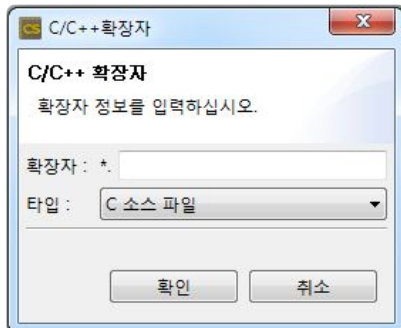 CS C/C++확장자
C/C++ 확장자
확장자 정보를 입력하십시오.
확장자 : *.
타입 : C 소스 파일
확인 취소